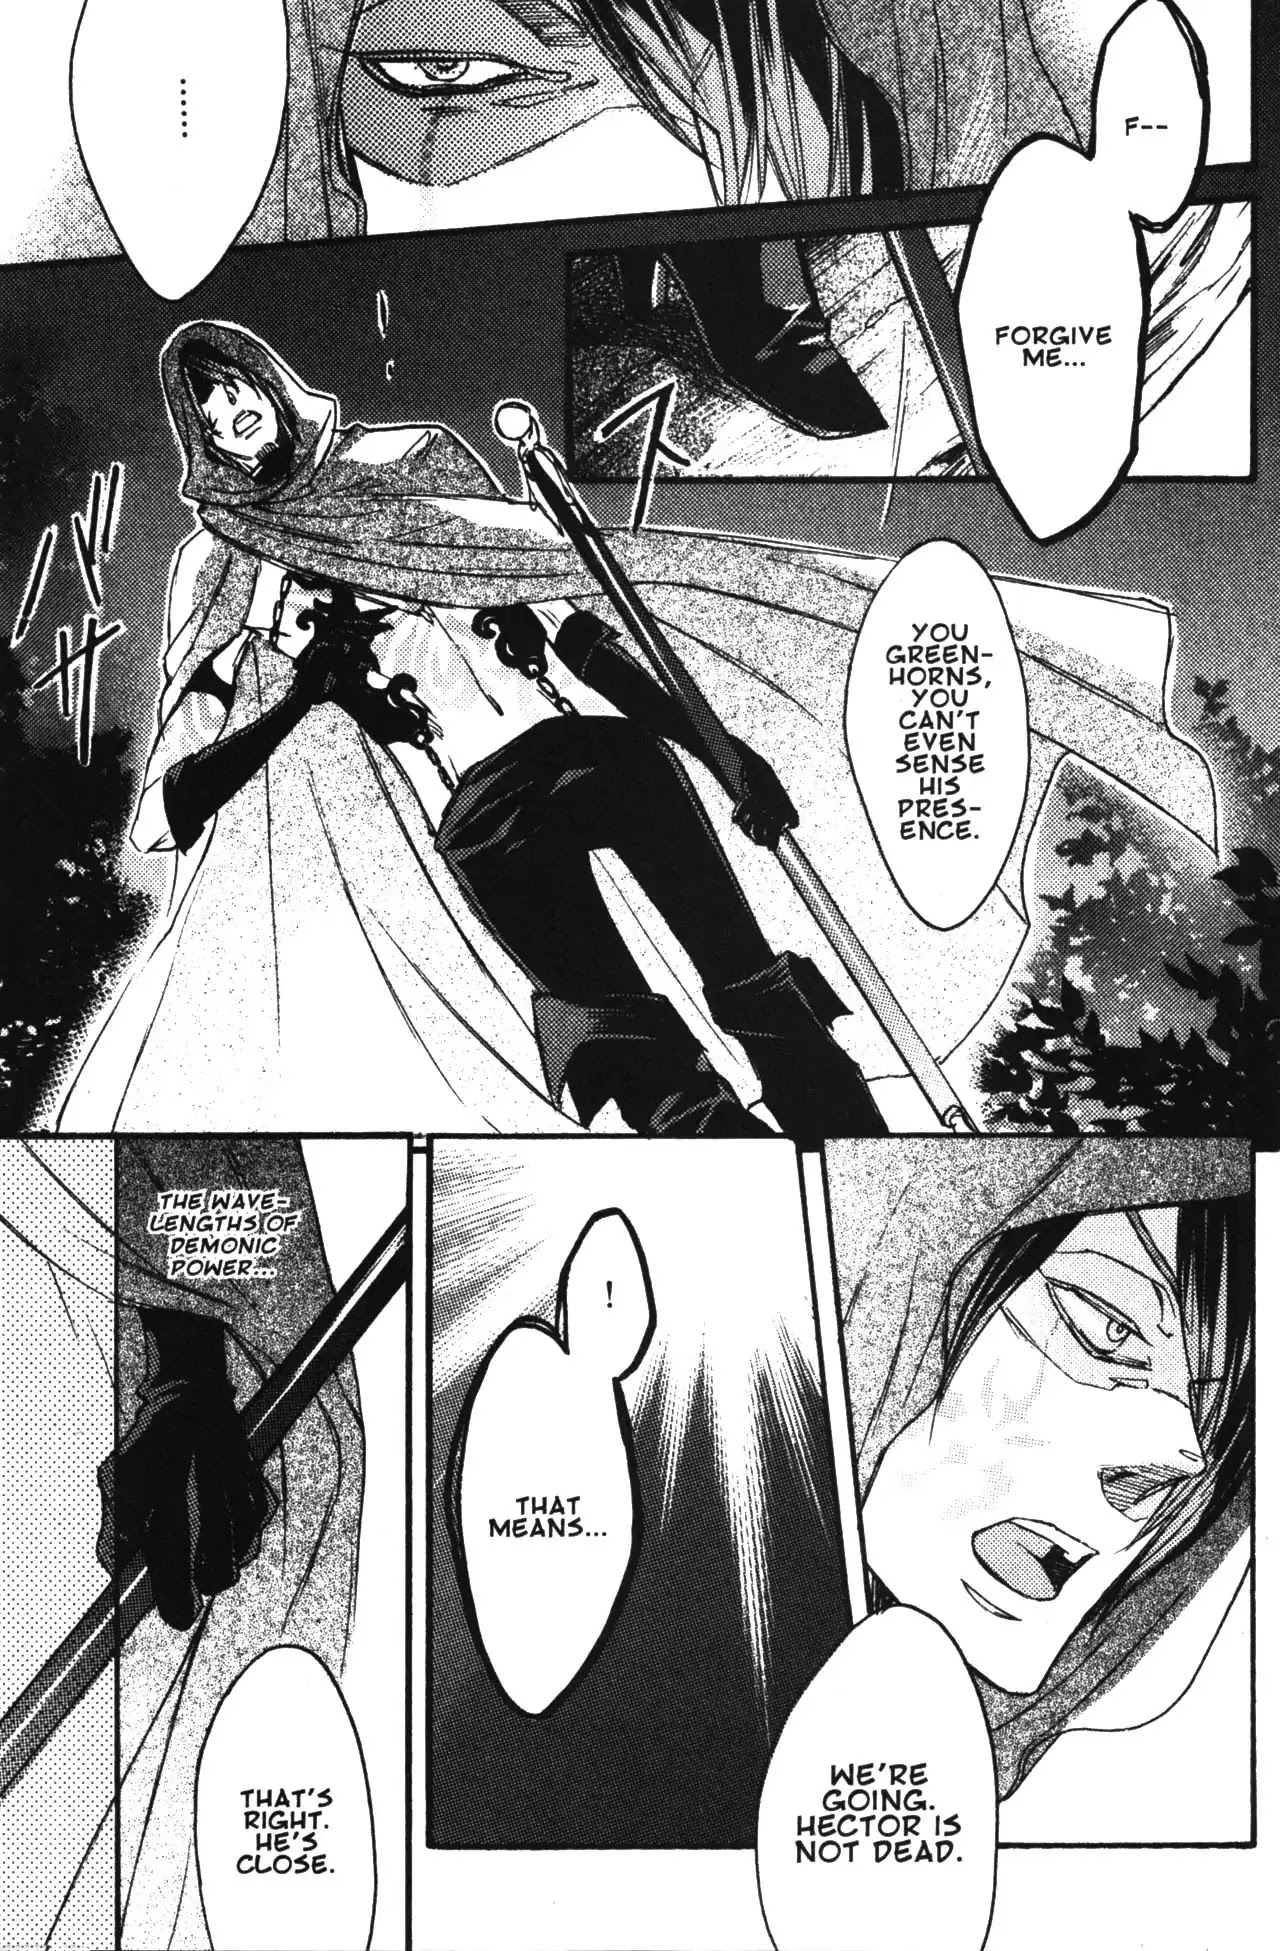 F--
FORGIVE
ME...
.......
YOU
GREEN-
HORNS,
YOU
CAN'T
EVEN
SENSE
HIS
PRES-
ENCE.
WE'RE
GOING.
HECTOR IS
NOT DEAD.
!
THAT
MEANS...
THE WAVE-
LENGTHS OF
DEMONIC
POWER...
THAT'S
RIGHT.
HE'S
CLOSE.